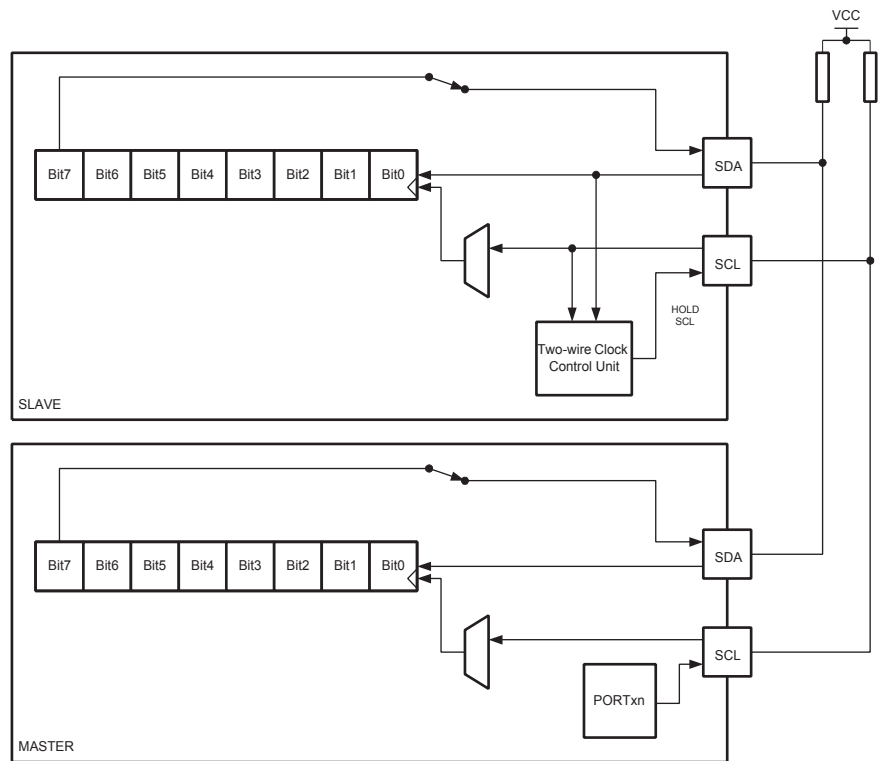 VCC
Bit7 Bit6 Bit5 Bit4 Bit3 Bit2 Bit1 Bit0
SDA
SCL
HOLD
SCL
Two-wire Clock
Control Unit
SLAVE
Bit7 Bit6 Bit5 Bit4 Bit3 Bit2 Bit1 Bit0
SDA
SCL
PORTxn
MASTER